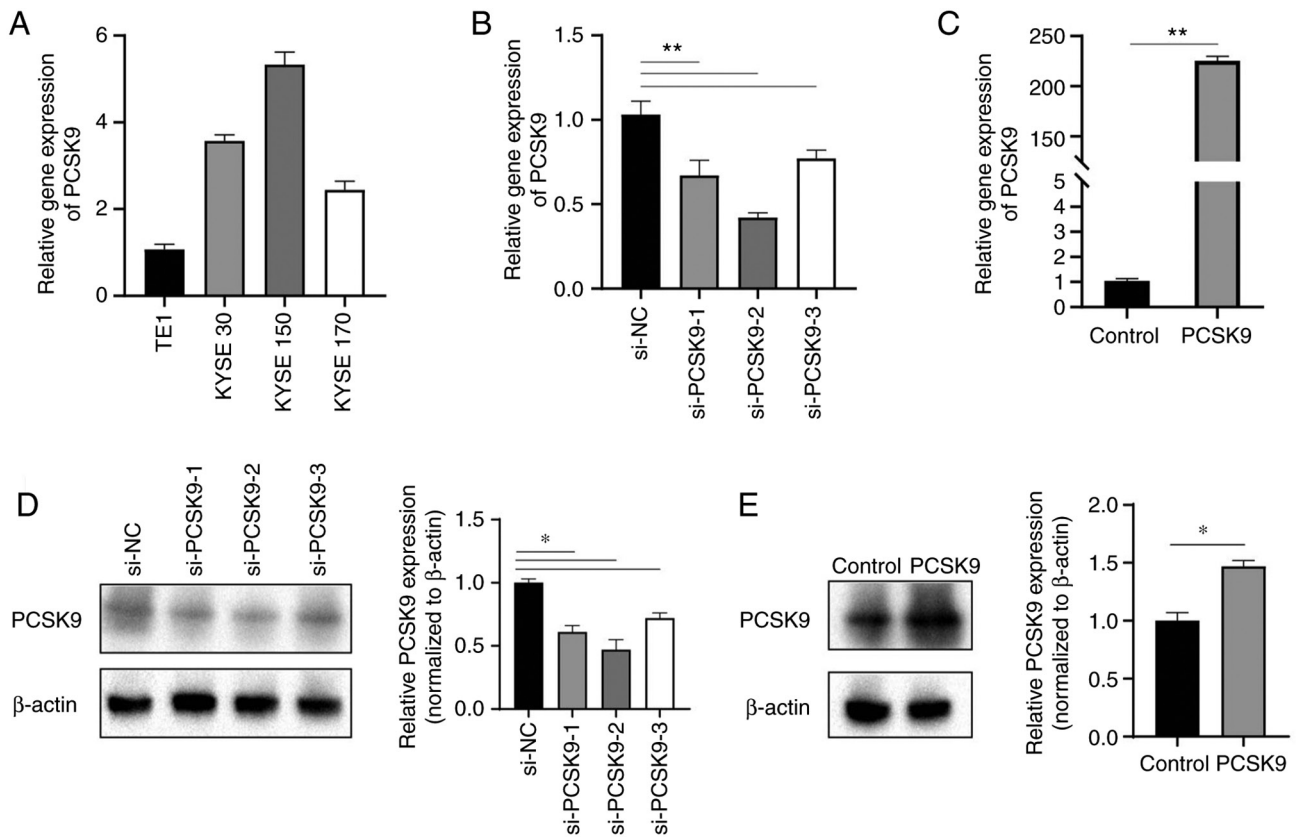 A
Relative gene expression
of PCSK9
6
4
2
0
TE1
KYSE 30
KYSE 150
KYSE 170
B
Relative gene expression
of PCSK9
1.5
1.0
0.5
0.0
**
si-NC
si-PCSK9-1
si-PCSK9-2
si-PCSK9-3
C
Relative gene expression
of PCSK9
250
200
150
5
4
3
2
1
0
**
Control
PCSK9
D
si-NC
si-PCSK9-1
si-PCSK9-2
si-PCSK9-3
PCSK9
β-actin
Relative PCSK9 expression
(normalized to β-actin)
1.5
1.0
0.5
0.0
*
si-NC
si-PCSK9-1
si-PCSK9-2
si-PCSK9-3
E
Control PCSK9
PCSK9
β-actin
Relative PCSK9 expression
(normalized to β-actin)
2.0
1.5
1.0
0.5
0.0
*
Control PCSK9